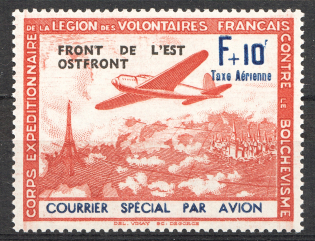 CORPS EXPEDITIONNAIRE
DE LA LEGION DES VOLONTAIRES FRANÇAIS
CONTRE LE BOLCHEVISME
FRONT DE L'EST
OSTFRONT
F+10F
Taxe Aérienne
COURRIER SPÉCIAL PAR AVION